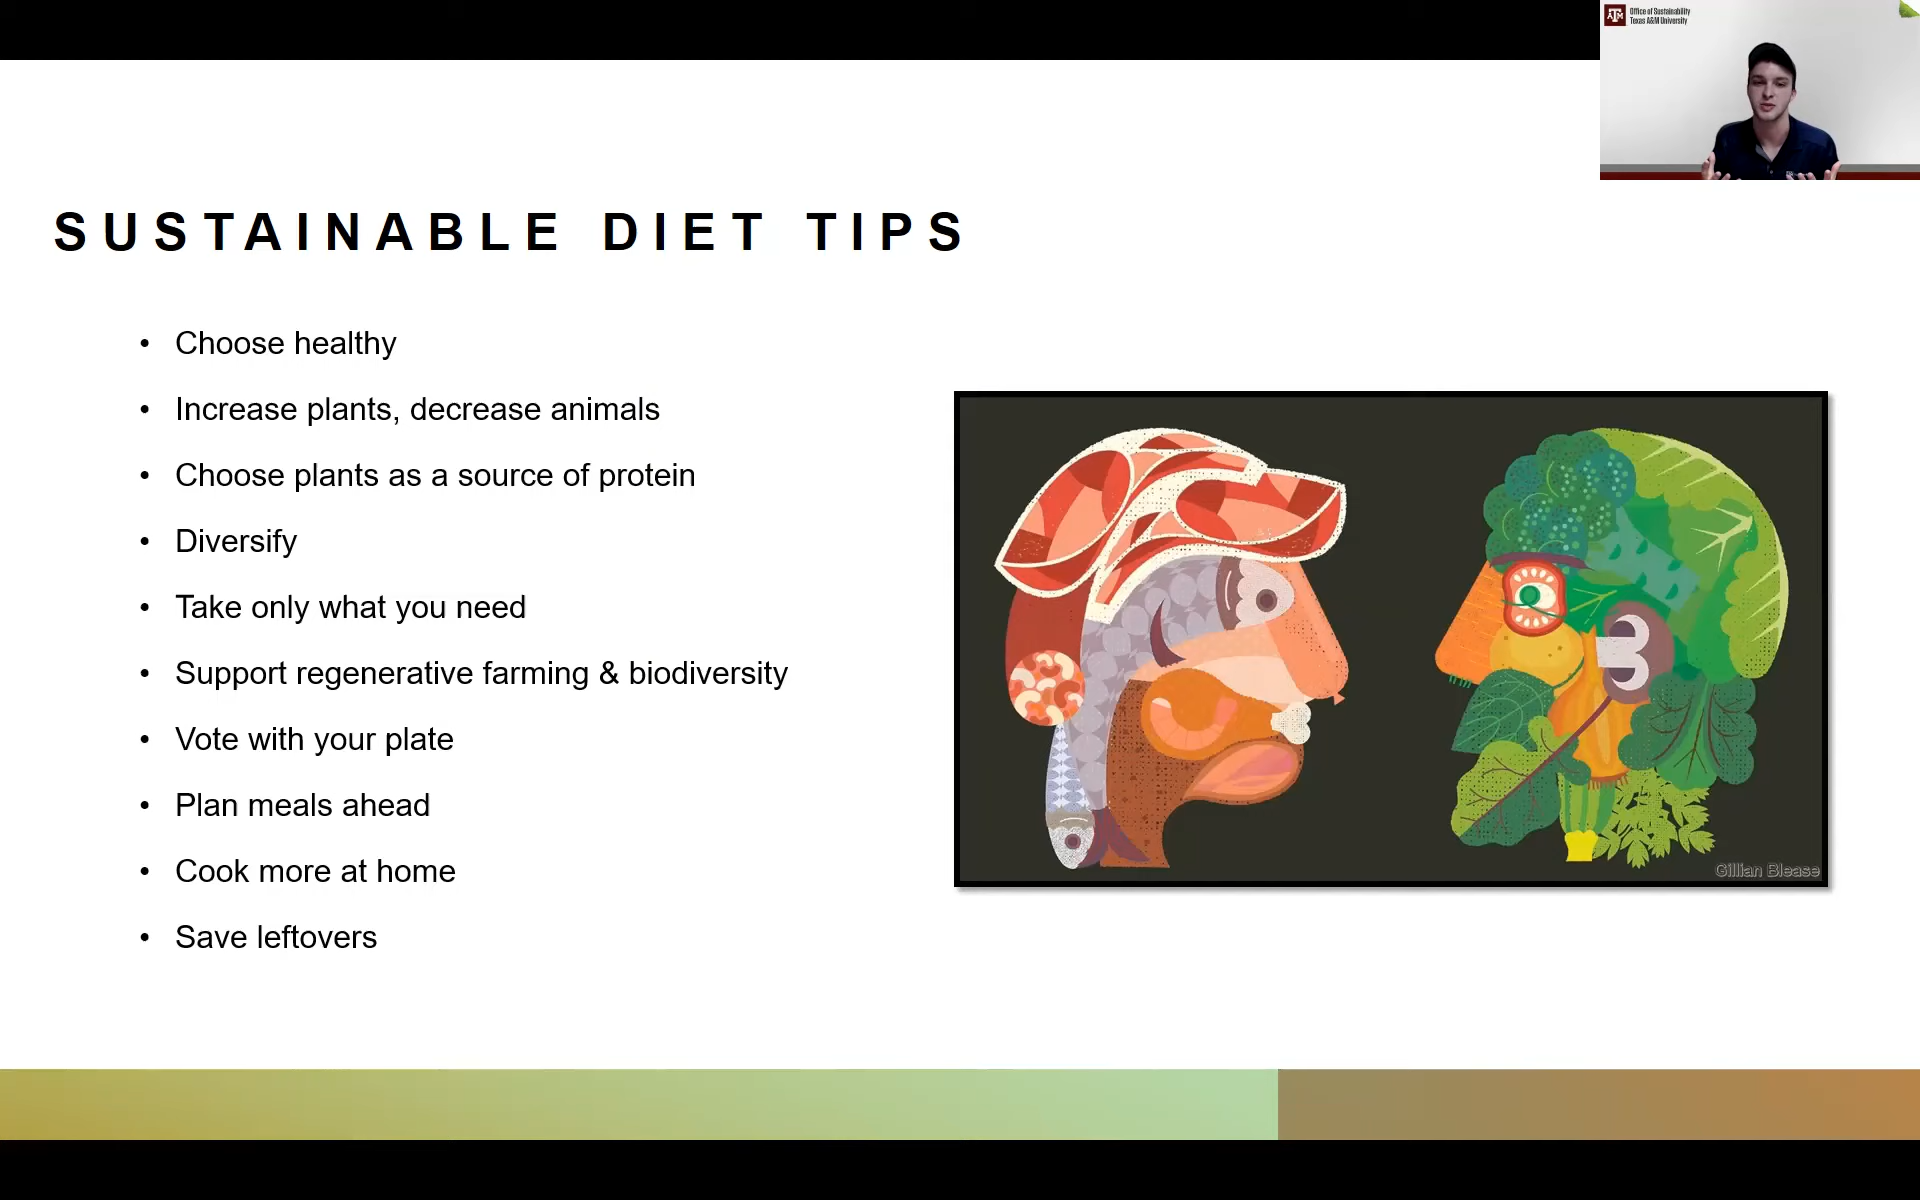 Office of Sustainability
Texas A&M University
SUSTAINABLE DIET TIPS
• Choose healthy
• Increase plants, decrease animals
• Choose plants as a source of protein
• Diversify
• Take only what you need
• Support regenerative farming & biodiversity
• Vote with your plate
• Plan meals ahead
• Cook more at home
• Save leftovers
Gillian Blease